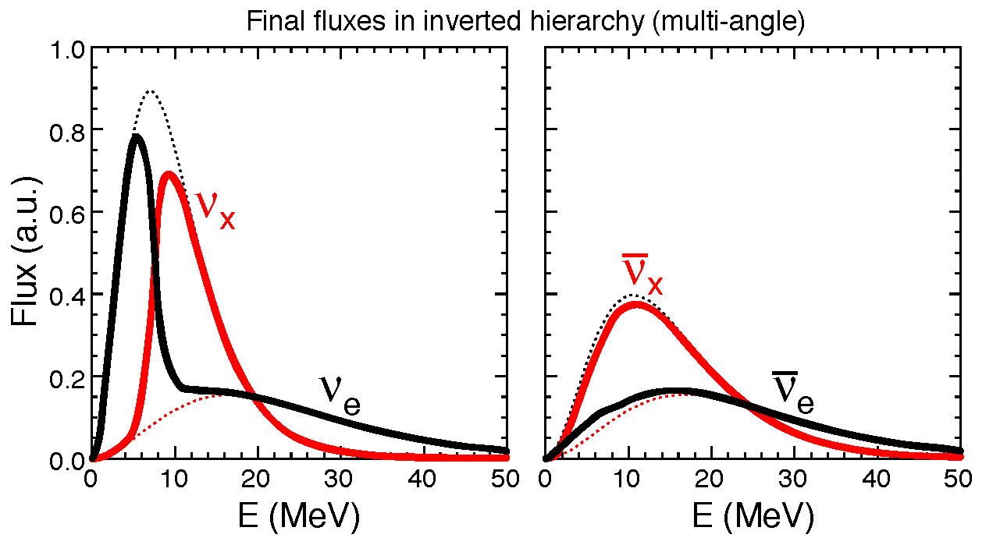 Final fluxes in inverted hierarchy (multi-angle)
Flux (a.u.)
1.0
0.8
0.6
0.4
0.2
0.0
νₓ
νₑ
0 10 20 30 40 50
E (MeV)
ν̅ₓ
ν̅ₑ
0 10 20 30 40 50
E (MeV)